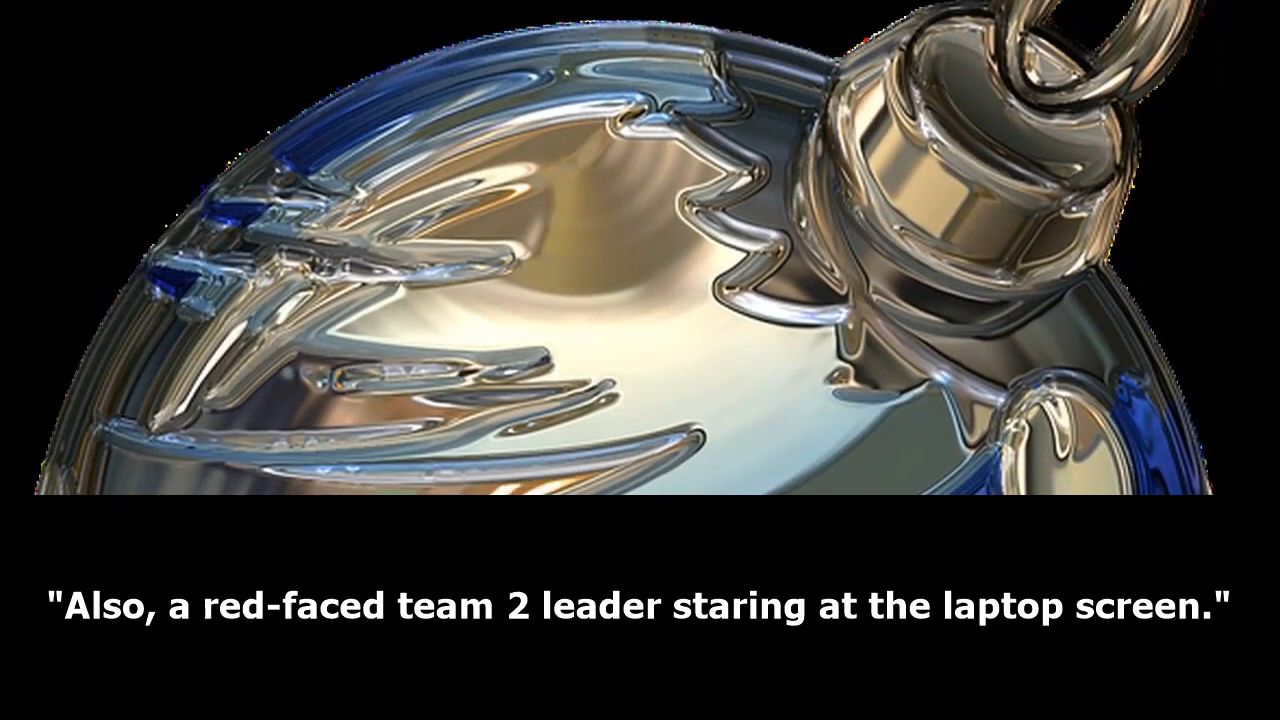 "Also, a red-faced team 2 leader staring at the laptop screen."